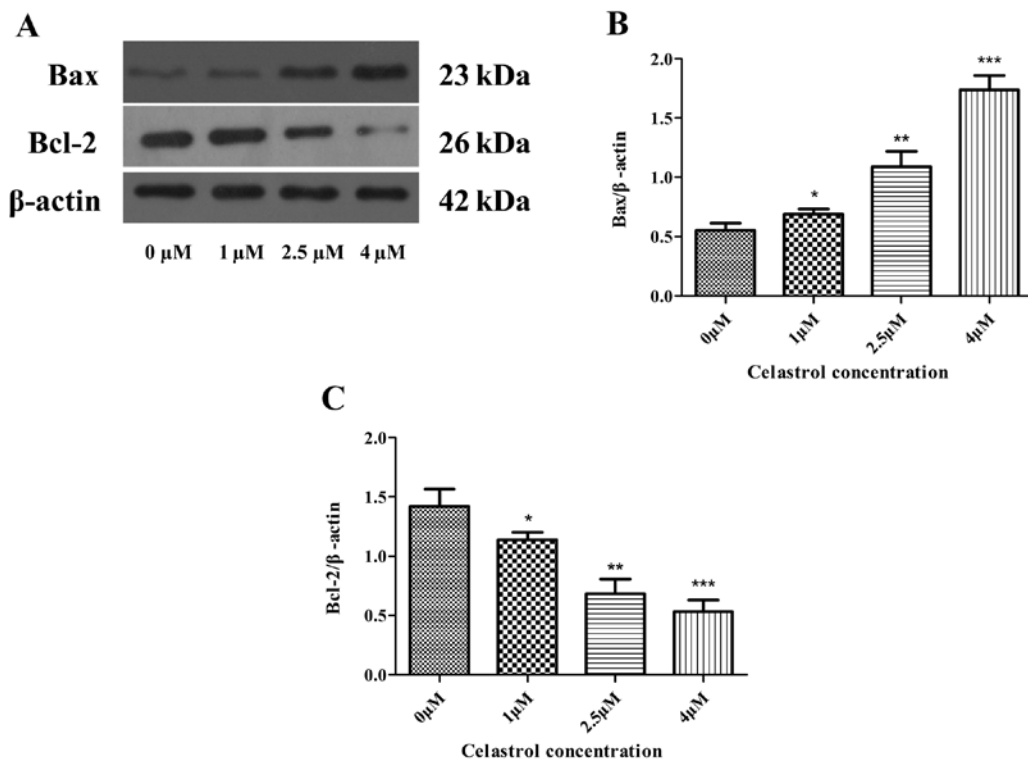 A
Bax 23 kDa
Bcl-2 26 kDa
β-actin 42 kDa
0 μM 1 μM 2.5 μM 4 μM
B
Bax/β -actin
2.0
1.5
1.0
0.5
0.0
*
**
***
0μM 1μM 2.5μM 4μM
Celastrol concentration
C
Bcl-2/β -actin
2.0
1.5
1.0
0.5
0.0
*
**
***
0μM 1μM 2.5μM 4μM
Celastrol concentration